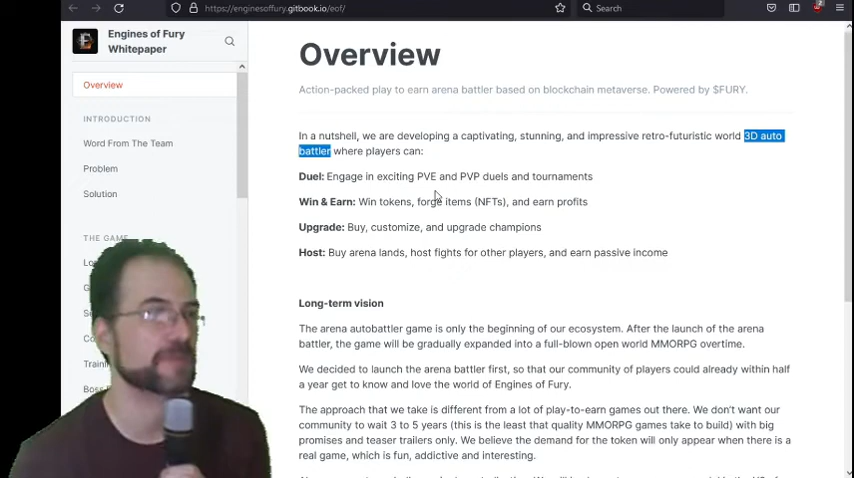 https://enginesoffury.gitbook.io/eof/
Search
2
Engines of Fury
Whitepaper
Overview
INTRODUCTION
Word From The Team
Problem
Solution
THE GAME
Boss
Overview
Action-packed play to earn arena battler based on blockchain metaverse. Powered by $FURY.
In a nutshell, we are developing a captivating, stunning, and impressive retro-futuristic world 3D auto
battler where players can:
Duel: Engage in exciting PVE and PVP duels and tournaments
Win & Earn: Win tokens, forge items (NFTs), and earn profits
Upgrade: Buy, customize, and upgrade champions
Host: Buy arena lands, host fights for other players, and earn passive income
Long-term vision
The arena autobattler game is only the beginning of our ecosystem. After the launch of the arena
battler, the game will be gradually expanded into a full-blown open world MMORPG overtime.
We decided to launch the arena battler first, so that our community of players could already within half
a year get to know and love the world of Engines of Fury.
The approach that we take is different from a lot of play-to-earn games out there. We don't want our
community to wait 3 to 5 years (this is the least that quality MMORPG games take to build) with big
promises and teaser trailers only. We believe the demand for the token will only appear when there is a
real game, which is fun, addictive and interesting.